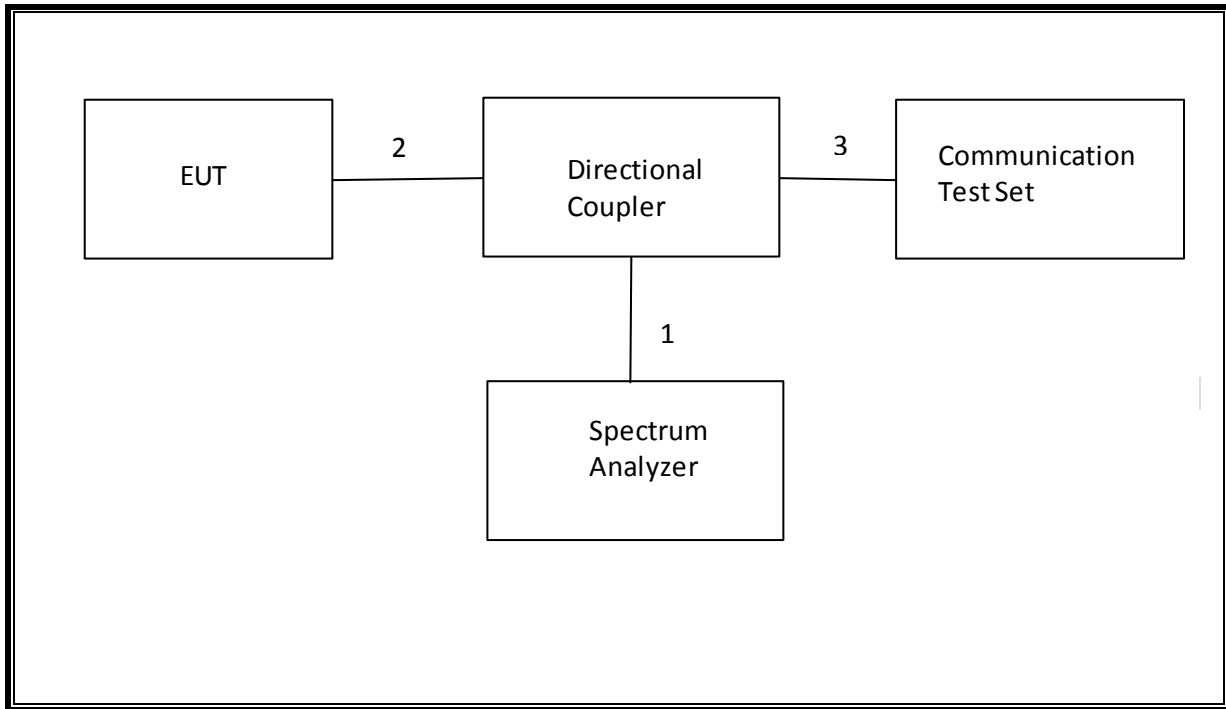 EUT
2
Directional
Coupler
3
Communication
Test Set
1
Spectrum
Analyzer